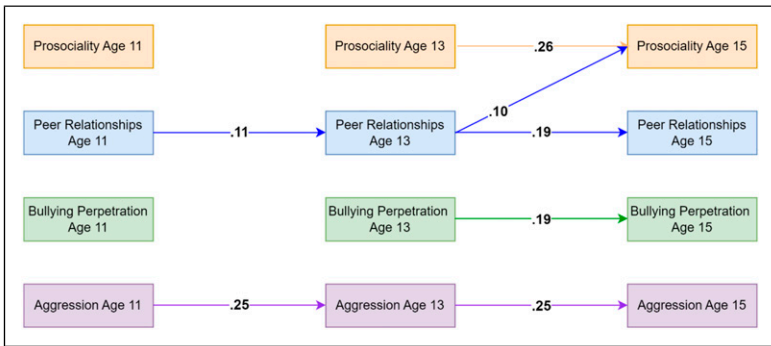 Prosociality Age 11
Prosociality Age 13
.26
Prosociality Age 15
.10
Peer Relationships
Age 11
.11
Peer Relationships
Age 13
.19
Peer Relationships
Age 15
Bullying Perpetration
Age 11
Bullying Perpetration
Age 13
.19
Bullying Perpetration
Age 15
Aggression Age 11
.25
Aggression Age 13
.25
Aggression Age 15